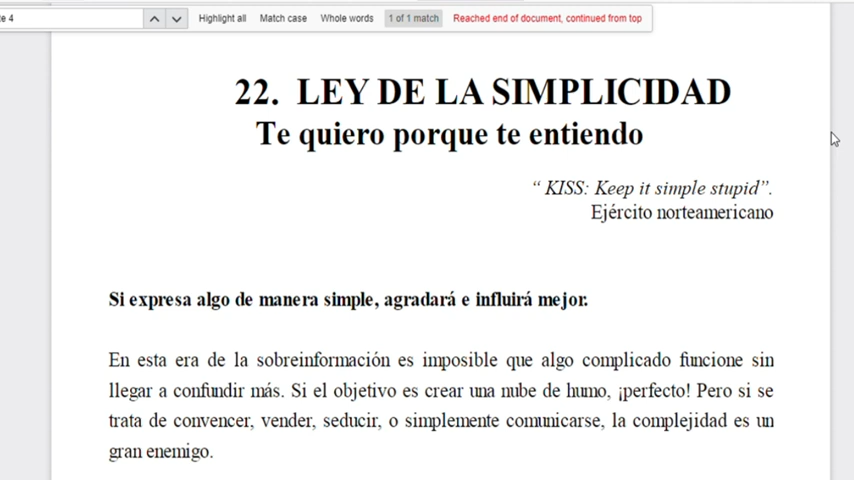 e 4 Highlight all Match case Whole words 1 of 1 match Reached end of document, continued from top
22. LEY DE LA SIMPLICIDAD
Te quiero porque te entiendo
“ KISS: Keep it simple stupid”.
Ejército norteamericano
Si expresa algo de manera simple, agradará e influirá mejor.
En esta era de la sobreinformación es imposible que algo complicado funcione sin
llegar a confundir más. Si el objetivo es crear una nube de humo, ¡perfecto! Pero si se
trata de convencer, vender, seducir, o simplemente comunicarse, la complejidad es un
gran enemigo.